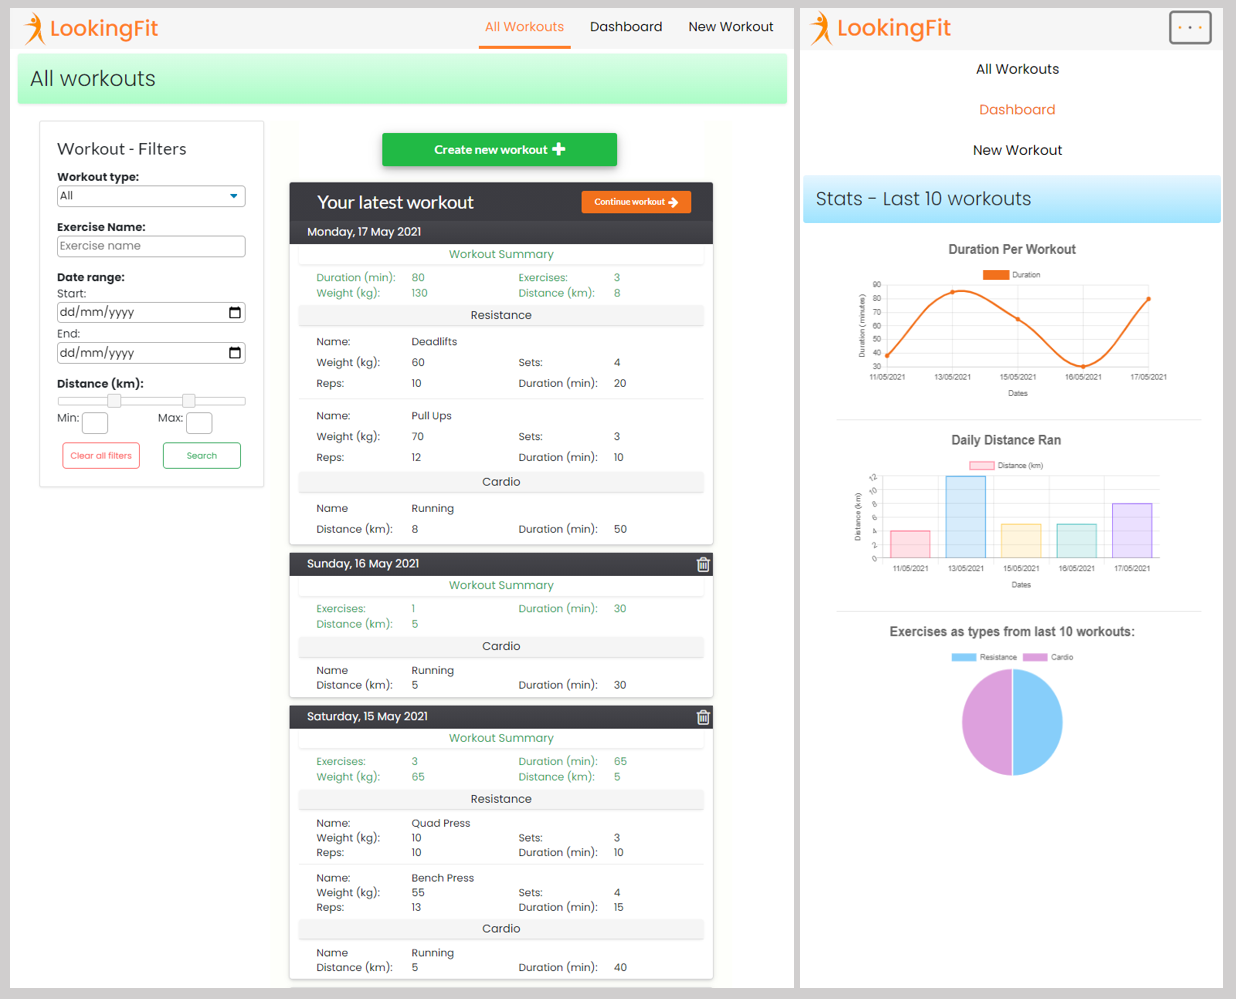 LookingFit
All Workouts Dashboard New Workout
All workouts
Workout - Filters
Workout type:
All
Exercise Name:
Exercise name
Date range:
Start:
dd/mm/yyyy
End:
dd/mm/yyyy
Distance (km):
Min: Max:
Clear all filters Search
Create new workout
Your latest workout Continue workout
Monday, 17 May 2021
Workout Summary
Duration (min): 80 Exercises: 3
Weight (kg): 130 Distance (km): 8
Resistance
Name: Deadlifts
Weight (kg): 60 Sets: 4
Reps: 10 Duration (min): 20
Name: Pull Ups
Weight (kg): 70 Sets: 3
Reps: 12 Duration (min): 10
Cardio
Name Running
Distance (km): 8 Duration (min): 50
Sunday, 16 May 2021
Workout Summary
Exercises: 1 Duration (min): 30
Distance (km): 5
Cardio
Name Running
Distance (km): 5 Duration (min): 30
Saturday, 15 May 2021
Workout Summary
Exercises: 3 Duration (min): 65
Weight (kg): 65 Distance (km): 5
Resistance
Name: Quad Press
Weight (kg): 10 Sets: 3
Reps: 10 Duration (min): 10
Name: Bench Press
Weight (kg): 55 Sets: 4
Reps: 13 Duration (min): 15
Cardio
Name Running
Distance (km): 5 Duration (min): 40
LookingFit
All Workouts
Dashboard
New Workout
Stats - Last 10 workouts
Duration Per Workout
Duration
Duration (minutes)
90
80
70
60
50
40
30
11/05/2021 13/05/2021 15/05/2021 16/05/2021 17/05/2021
Dates
Daily Distance Ran
Distance (km)
Distance (km)
12
10
8
6
4
2
0
11/05/2021 13/05/2021 15/05/2021 16/05/2021 17/05/2021
Dates
Exercises as types from last 10 workouts:
Resistance Cardio